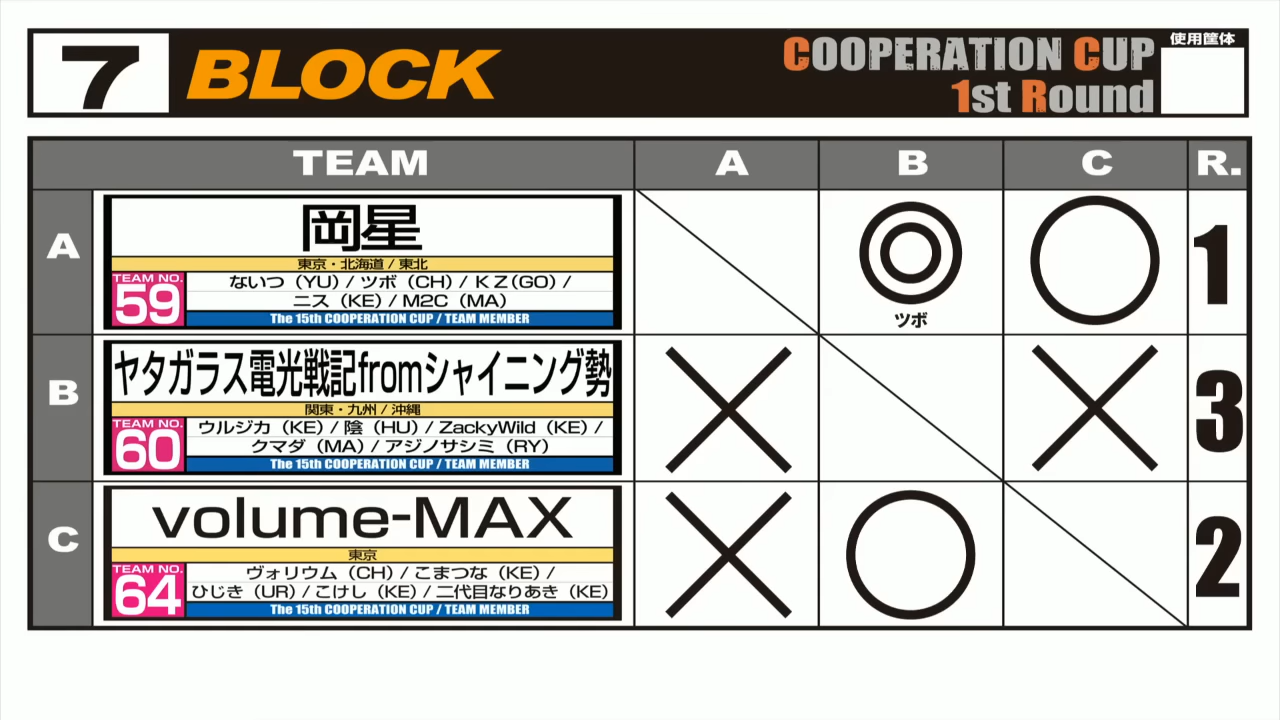 7 BLOCK
COOPERATION CUP
1st Round
使用筐体
TEAM A B C R.
A
岡星
東京・北海道 / 東北
TEAM NO.
59
ないつ（YU）/ ツボ（CH）/ ＫＺ(GO) /
ニス（KE）/ M2C（MA）
The 15th COOPERATION CUP / TEAM MEMBER
ツボ
1
B
ヤタガラス電光戦記fromシャイニング勢
関東・九州 / 沖縄
TEAM NO.
60
ウルジカ（KE）/ 陰（HU）/ ZackyWild（KE）/
クマダ（MA）/ アジノサシミ（RY）
The 15th COOPERATION CUP / TEAM MEMBER
3
C
volume-MAX
東京
TEAM NO.
64
ヴォリウム（CH）/ こまつな（KE）/
ひじき（UR）/ こけし（KE）/ 二代目なりあき（KE）
The 15th COOPERATION CUP / TEAM MEMBER
2